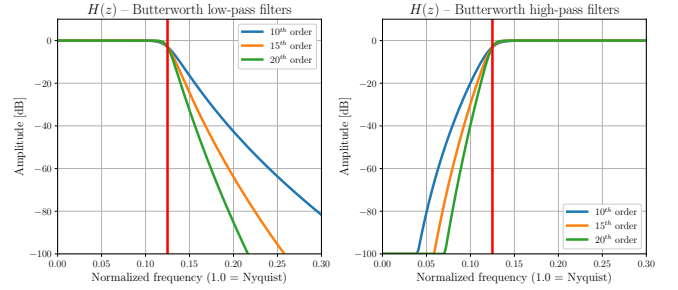 H(z) – Butterworth low-pass filters
0
−20
−40
−60
−80
−100
Amplitude [dB]
10th order
15th order
20th order
0.00 0.05 0.10 0.15 0.20 0.25 0.30
Normalized frequency (1.0 = Nyquist)
H(z) – Butterworth high-pass filters
0
−20
−40
−60
−80
−100
Amplitude [dB]
10th order
15th order
20th order
0.00 0.05 0.10 0.15 0.20 0.25 0.30
Normalized frequency (1.0 = Nyquist)